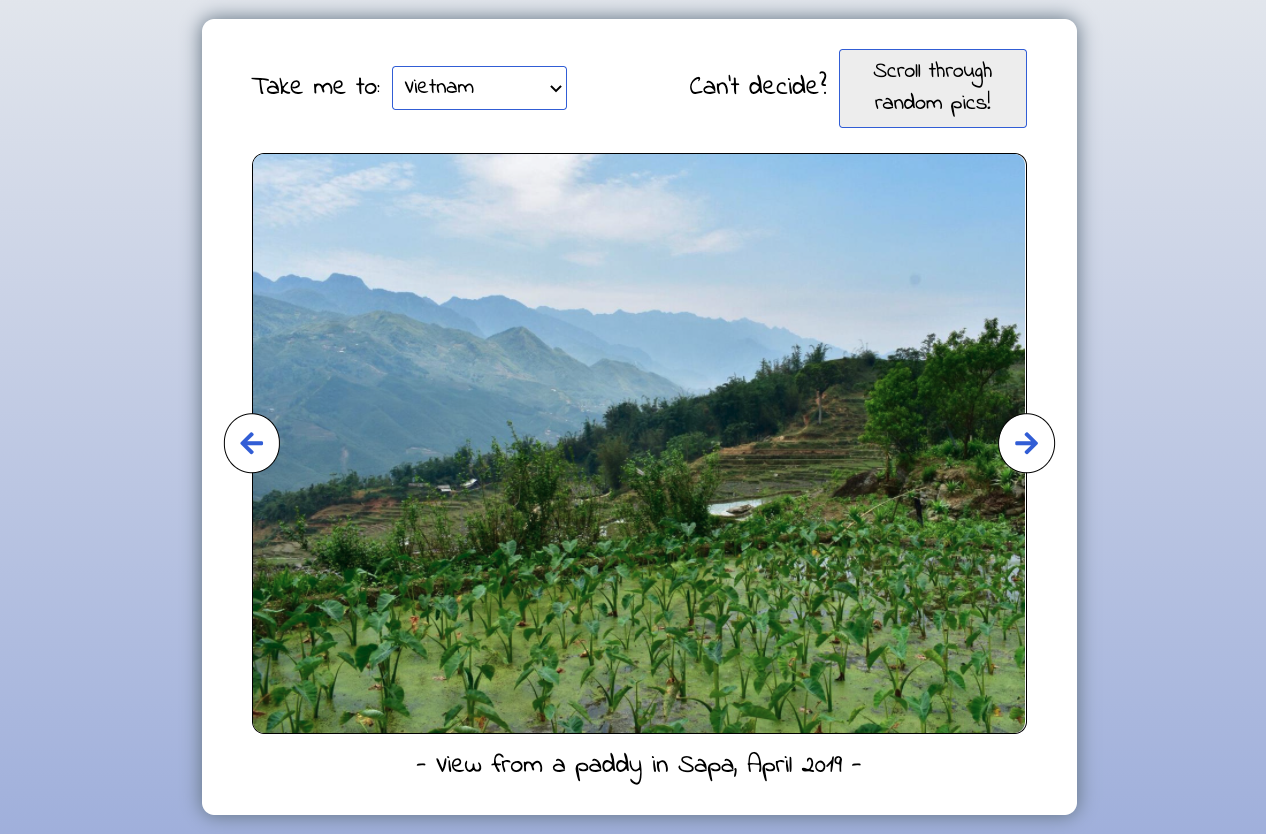 Take me to: Vietnam
Can't decide?
Scroll through
random pics!
- View from a paddy in Sapa, April 2019 -